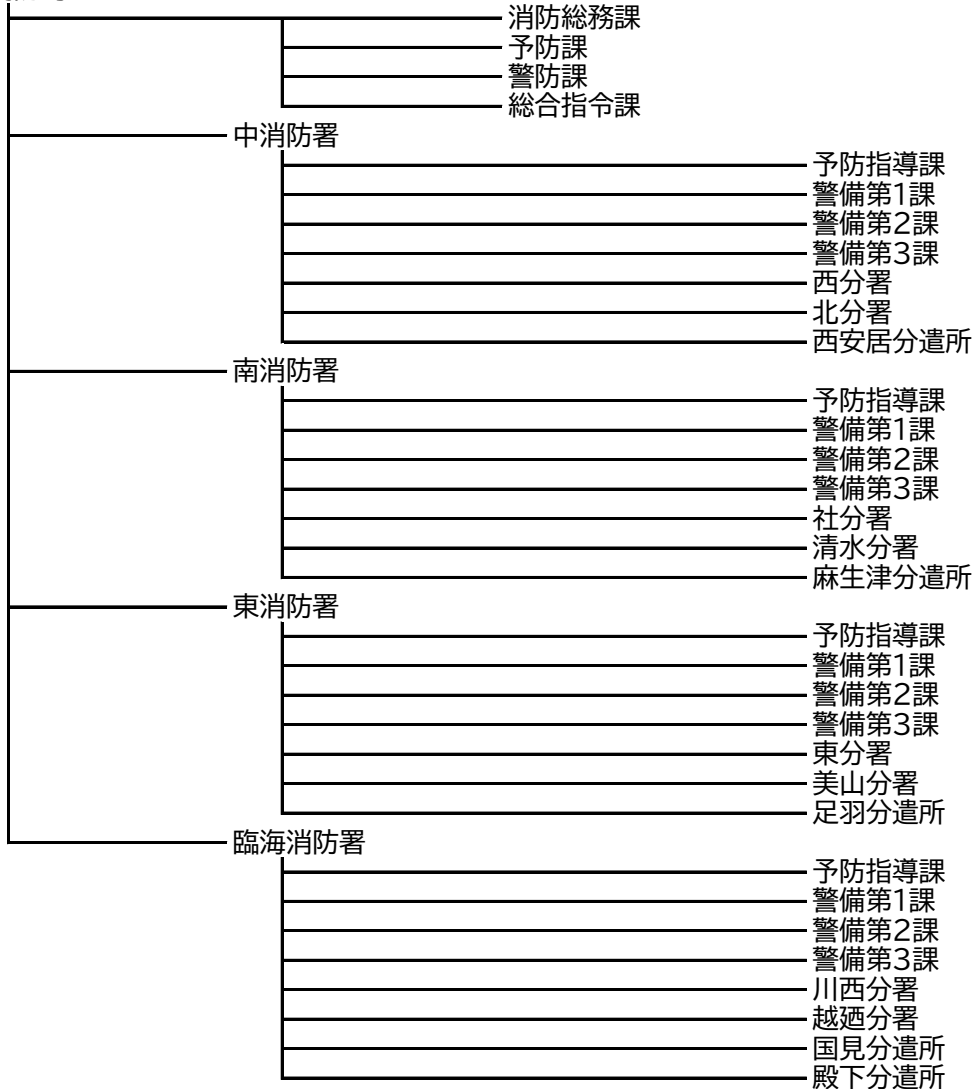 消防総務課
予防課
警防課
総合指令課
中消防署
予防指導課
警備第1課
警備第2課
警備第3課
西分署
北分署
西安居分遣所
南消防署
予防指導課
警備第1課
警備第2課
警備第3課
社分署
清水分署
麻生津分遣所
東消防署
予防指導課
警備第1課
警備第2課
警備第3課
東分署
美山分署
足羽分遣所
臨海消防署
予防指導課
警備第1課
警備第2課
警備第3課
川西分署
越廼分署
国見分遣所
殿下分遣所